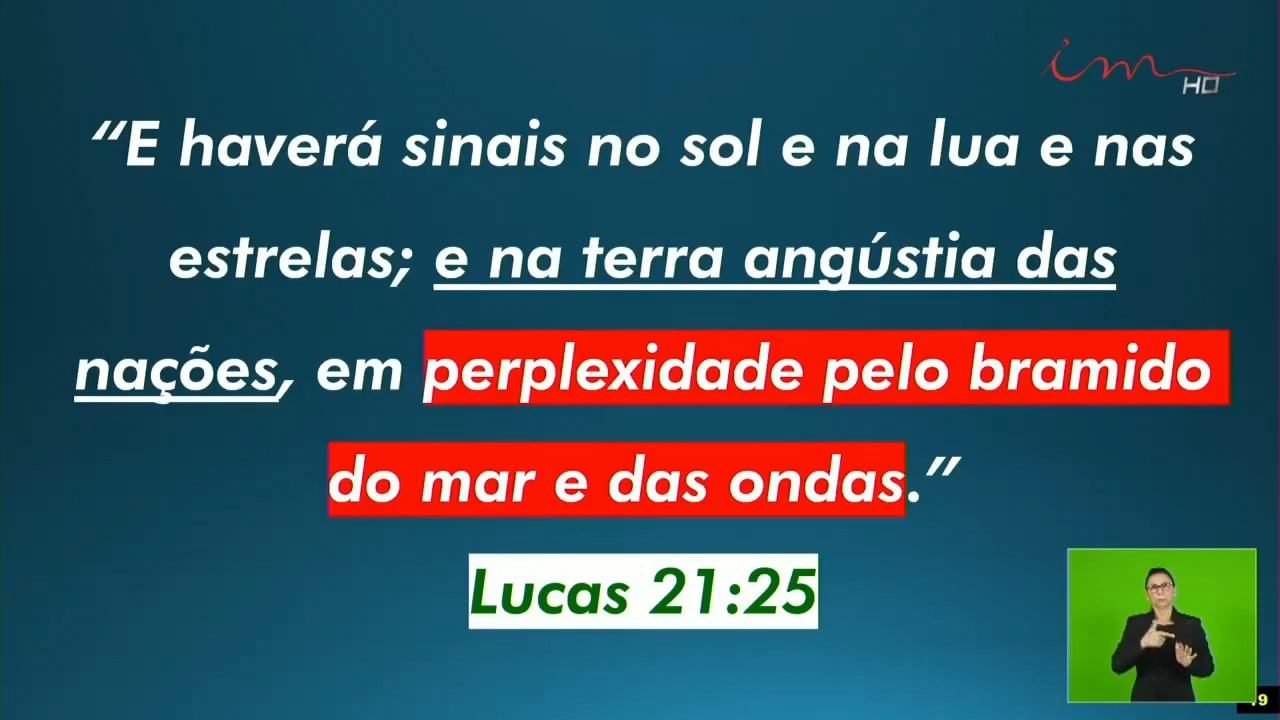 im
HD
“E haverá sinais no sol e na lua e nas
estrelas; e na terra angústia das
nações, em perplexidade pelo bramido
do mar e das ondas.”
Lucas 21:25